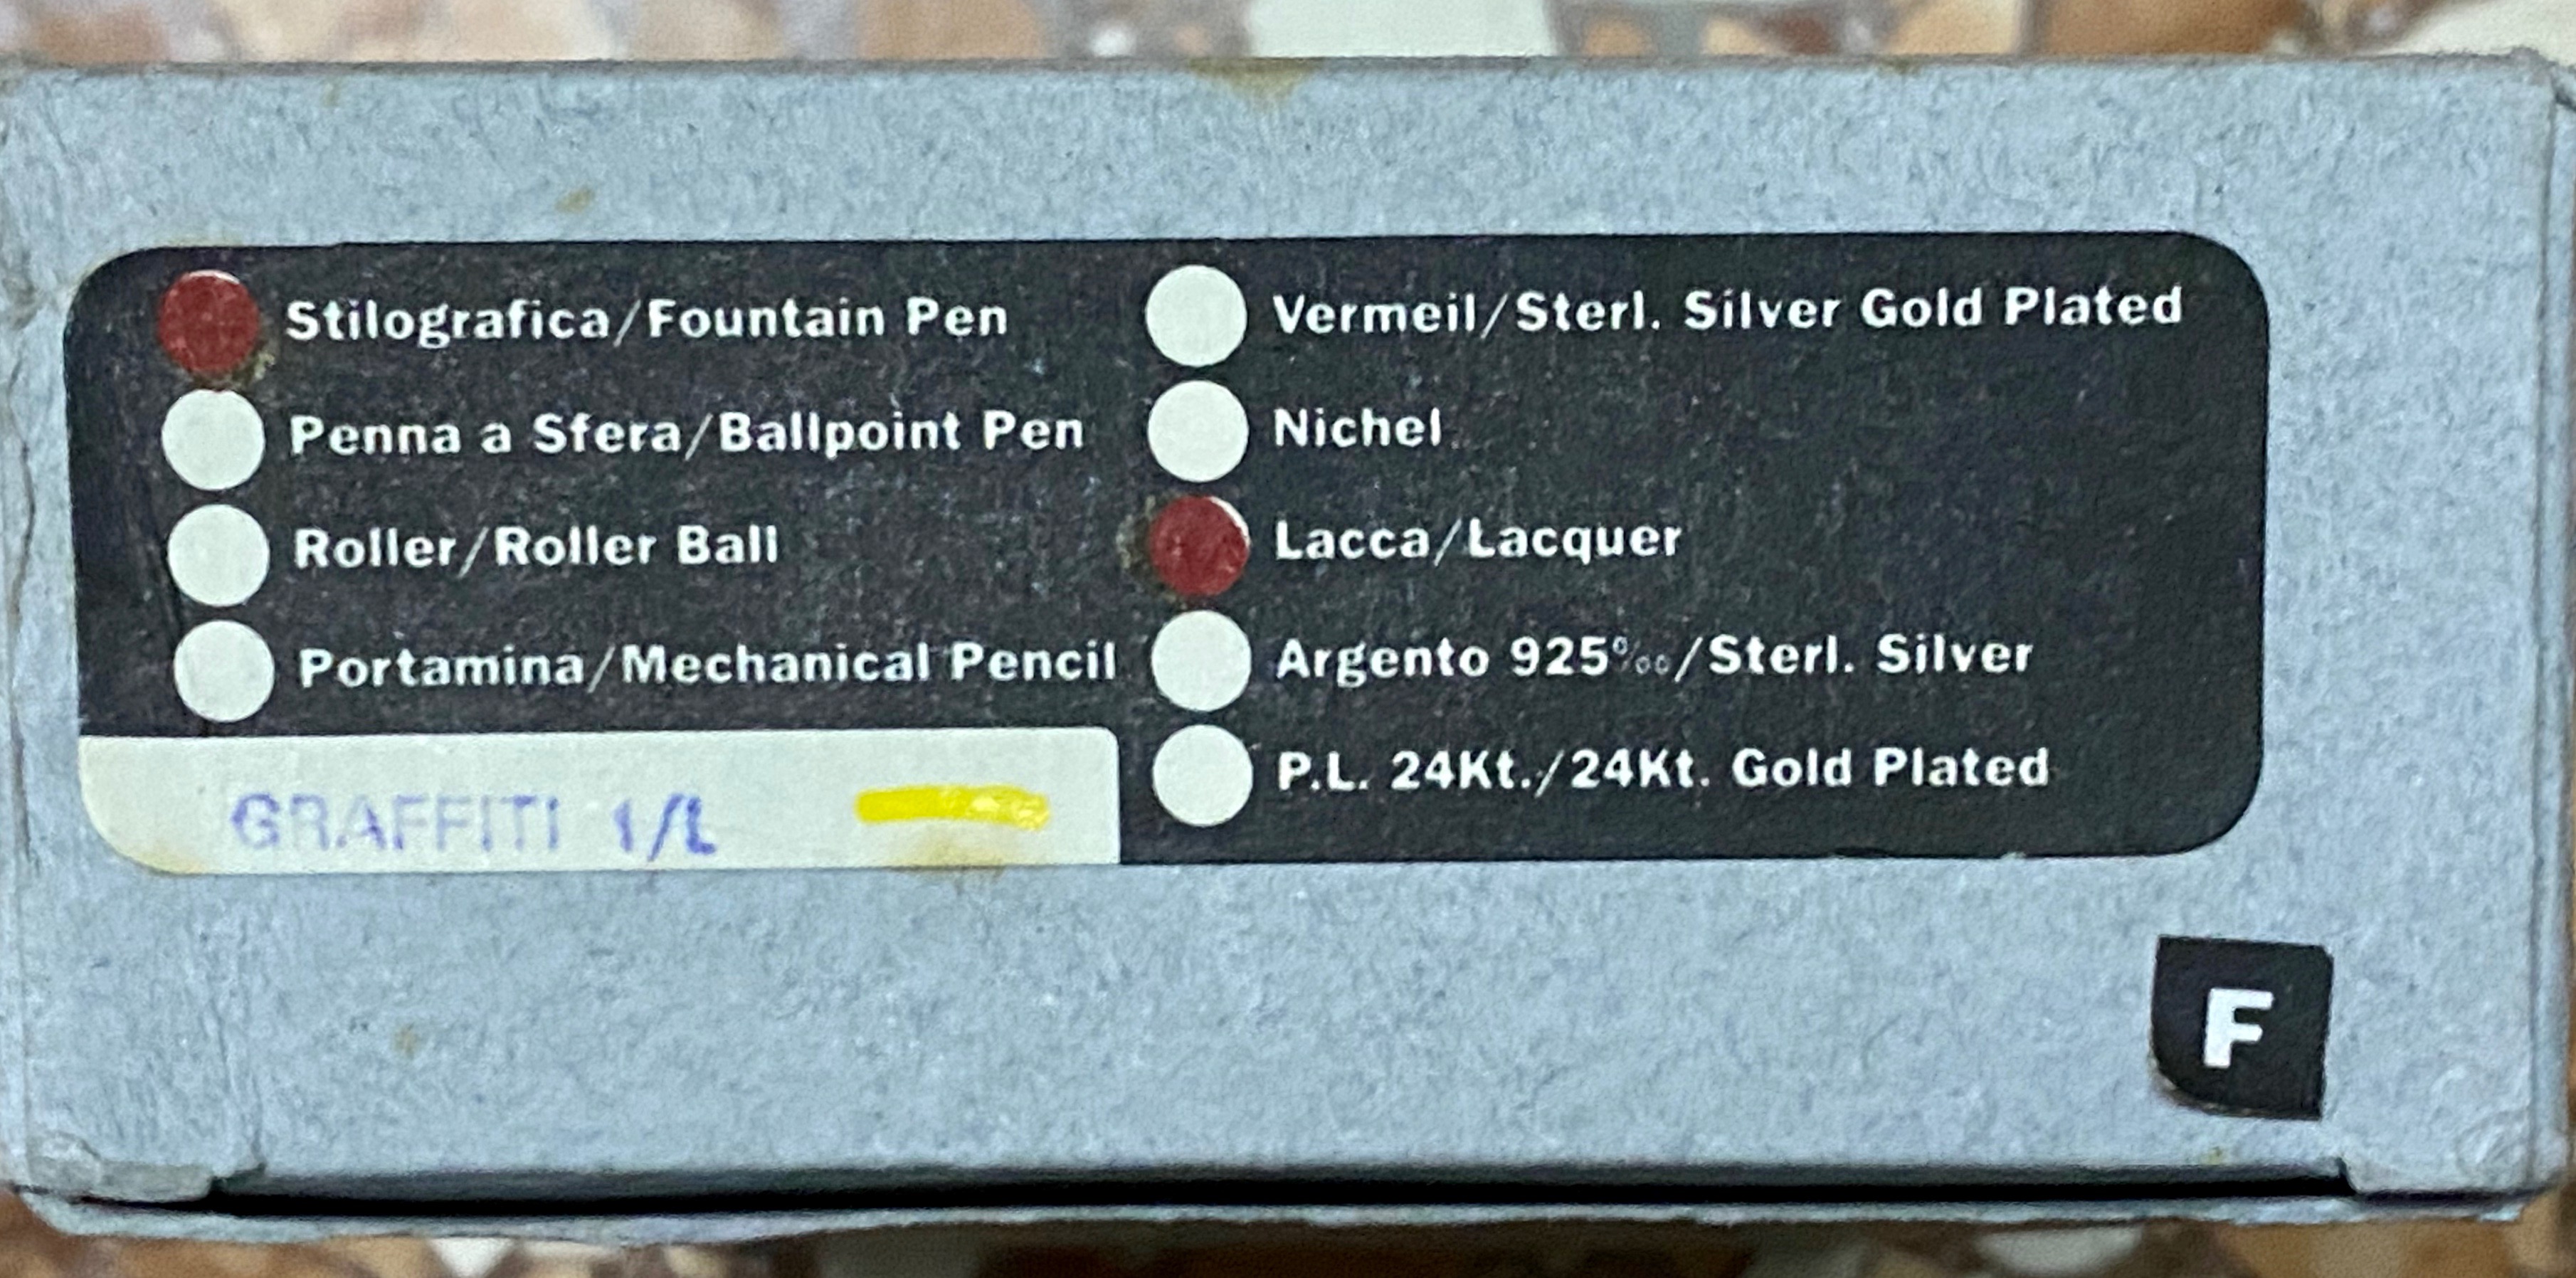 Stilografica/Fountain Pen
Penna a Sfera/Ballpoint Pen
Roller/Roller Ball
Portamina/Mechanical Pencil
GRAFFITI 1/L
Vermeil/Sterl. Silver Gold Plated
Nichel
Lacca/Lacquer
Argento 925‰/Sterl. Silver
P.L. 24Kt./24Kt. Gold Plated
F